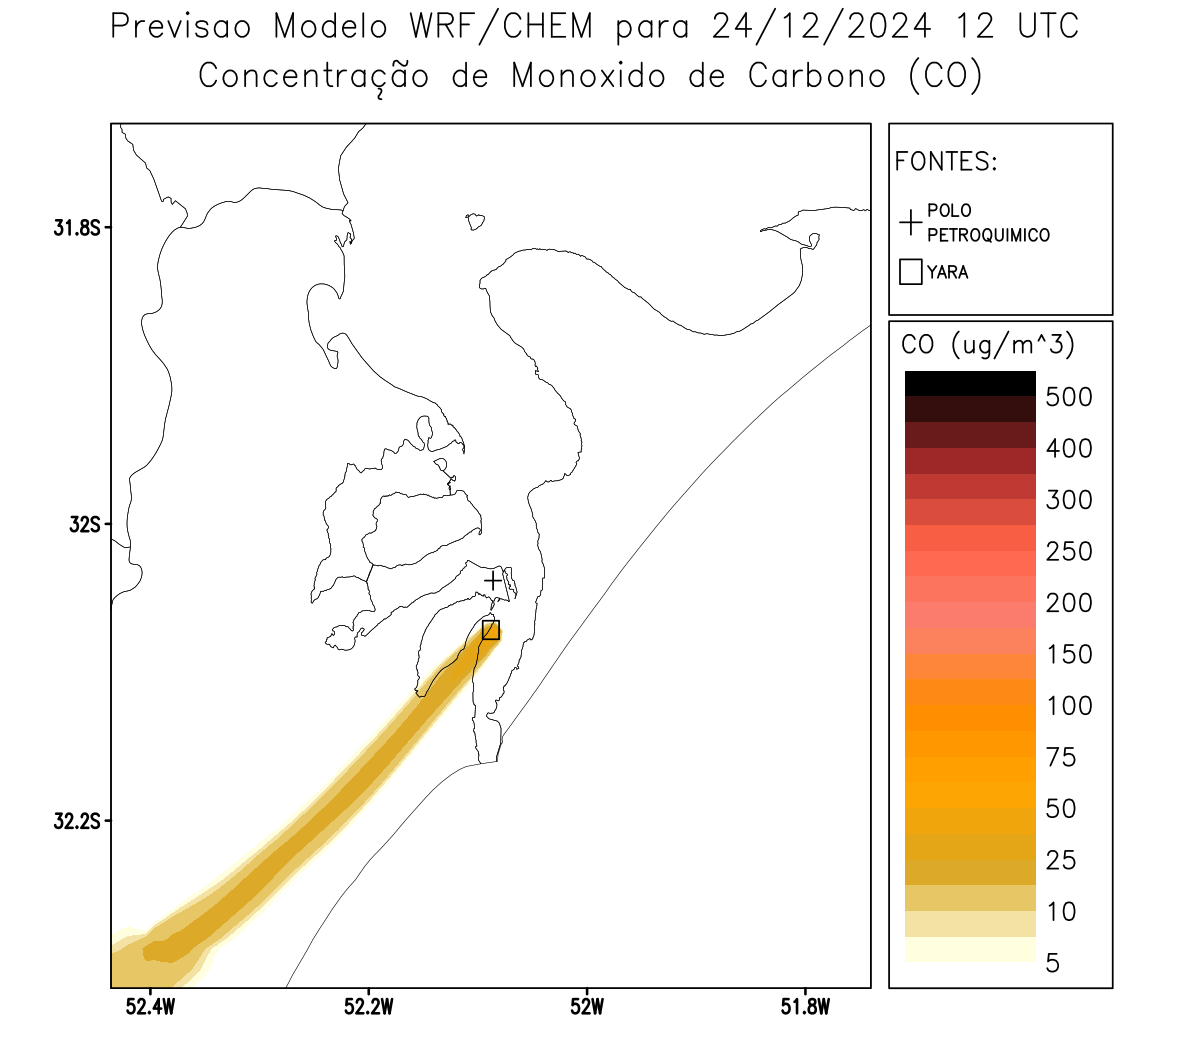 Previsao Modelo WRF/CHEM para 24/12/2024 12 UTC
Concentração de Monoxido de Carbono (CO)
FONTES:
POLO
PETROQUIMICO
YARA
CO (ug/m^3)
500
400
300
250
200
150
100
75
50
25
10
5
31.8S
32S
32.2S
52.4W
52.2W
52W
51.8W